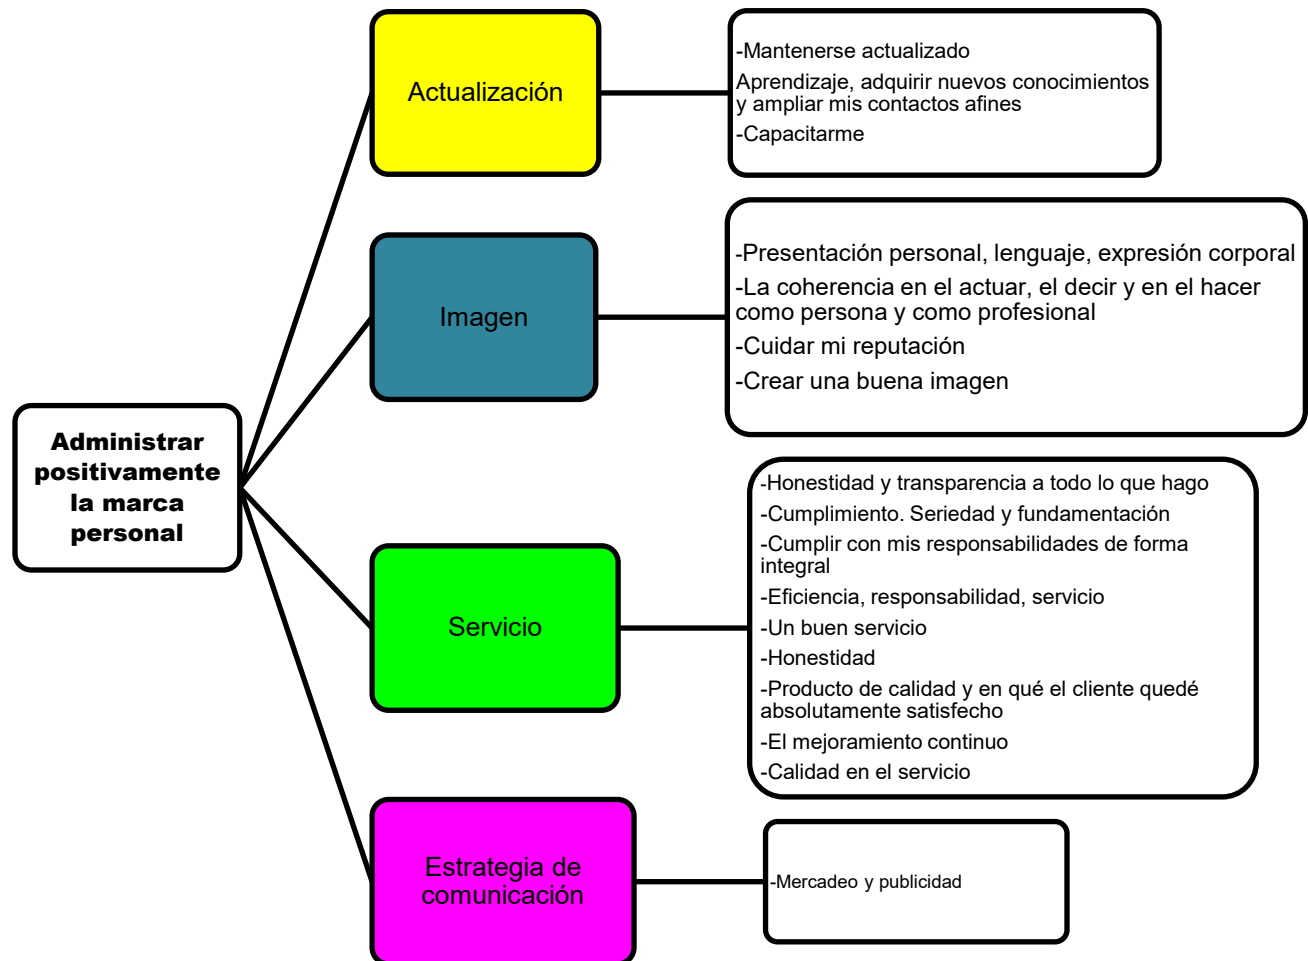 Actualización
-Mantenerse actualizado
Aprendizaje, adquirir nuevos conocimientos
y ampliar mis contactos afines
-Capacitarme
Imagen
-Presentación personal, lenguaje, expresión corporal
-La coherencia en el actuar, el decir y en el hacer
como persona y como profesional
-Cuidar mi reputación
-Crear una buena imagen
Administrar
positivamente
la marca
personal
Servicio
-Honestidad y transparencia a todo lo que hago
-Cumplimiento. Seriedad y fundamentación
-Cumplir con mis responsabilidades de forma
integral
-Eficiencia, responsabilidad, servicio
-Un buen servicio
-Honestidad
-Producto de calidad y en qué el cliente quedé
absolutamente satisfecho
-El mejoramiento continuo
-Calidad en el servicio
Estrategia de
comunicación
-Mercadeo y publicidad